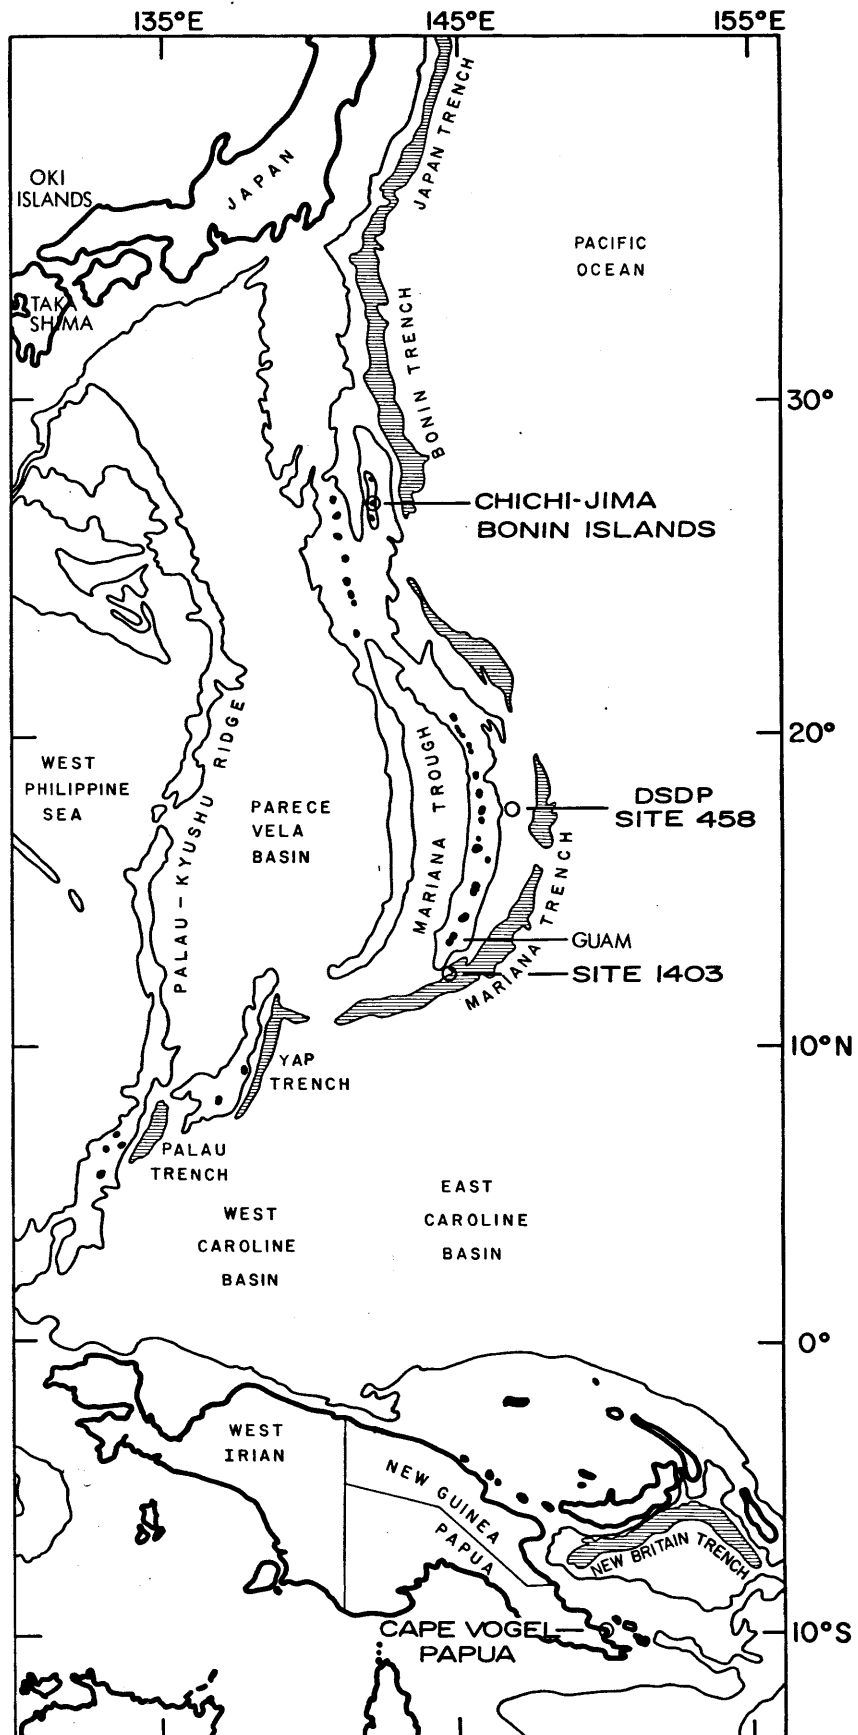 135°E
145°E
155°E
JAPAN TRENCH
JAPAN
OKI
ISLANDS
PACIFIC
OCEAN
TAKA
SHIMA
BONIN TRENCH
30°
CHICHI-JIMA
BONIN ISLANDS
20°
WEST
PHILIPPINE
SEA
PALAU-KYUSHU RIDGE
PARECE
VELA
BASIN
MARIANA TROUGH
DSDP
SITE 458
MARIANA TRENCH
GUAM
SITE 1403
10°N
YAP
TRENCH
PALAU
TRENCH
WEST
CAROLINE
BASIN
EAST
CAROLINE
BASIN
0°
WEST
IRIAN
NEW GUINEA
PAPUA
NEW BRITAIN TRENCH
CAPE VOGEL
PAPUA
10°S